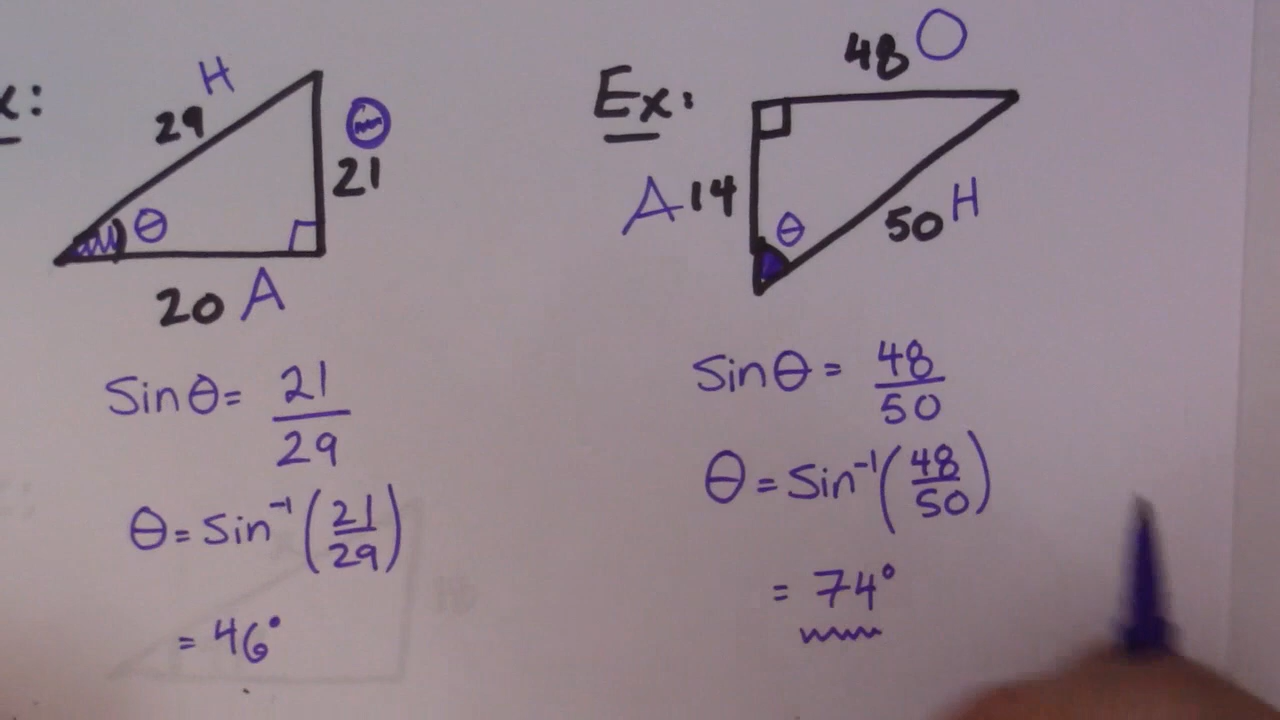 x:
H
29
O
21
θ
20 A
Sinθ = 21/29
θ = Sin⁻¹(21/29)
= 46°
Ex:
48 O
A 14
θ
50 H
Sinθ = 48/50
θ = Sin⁻¹(48/50)
= 74°